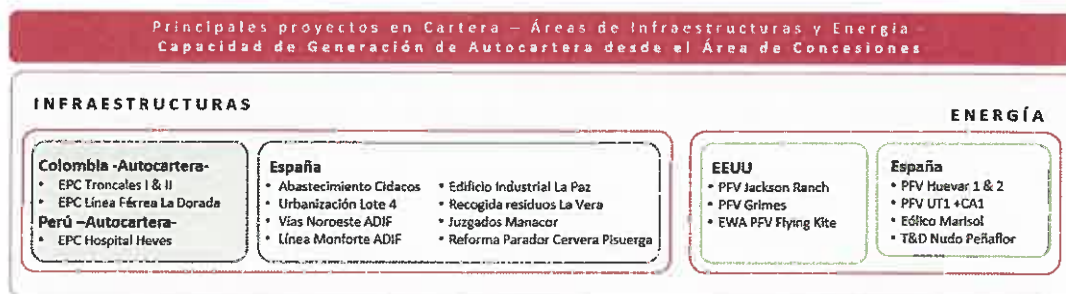 Principales proyectos en Cartera – Áreas de Infraestructuras y Energía -
Capacidad de Generación de Autocartera desde el Área de Concesiones
INFRAESTRUCTURAS
Colombia -Autocartera-
• EPC Troncales I & II
• EPC Línea Férrea La Dorada
Perú –Autocartera-
• EPC Hospital Heves
España
• Abastecimiento Cidacos
• Urbanización Lote 4
• Vías Noroeste ADIF
• Línea Monforte ADIF
• Edificio Industrial La Paz
• Recogida residuos La Vera
• Juzgados Manacor
• Reforma Parador Cervera Pisuerga
ENERGÍA
EEUU
• PFV Jackson Ranch
• PFV Grimes
• EWA PFV Flying Kite
España
• PFV Huevar 1 & 2
• PFV UT1 +CA1
• Eólico Marisol
• T&D Nudo Peñaflor